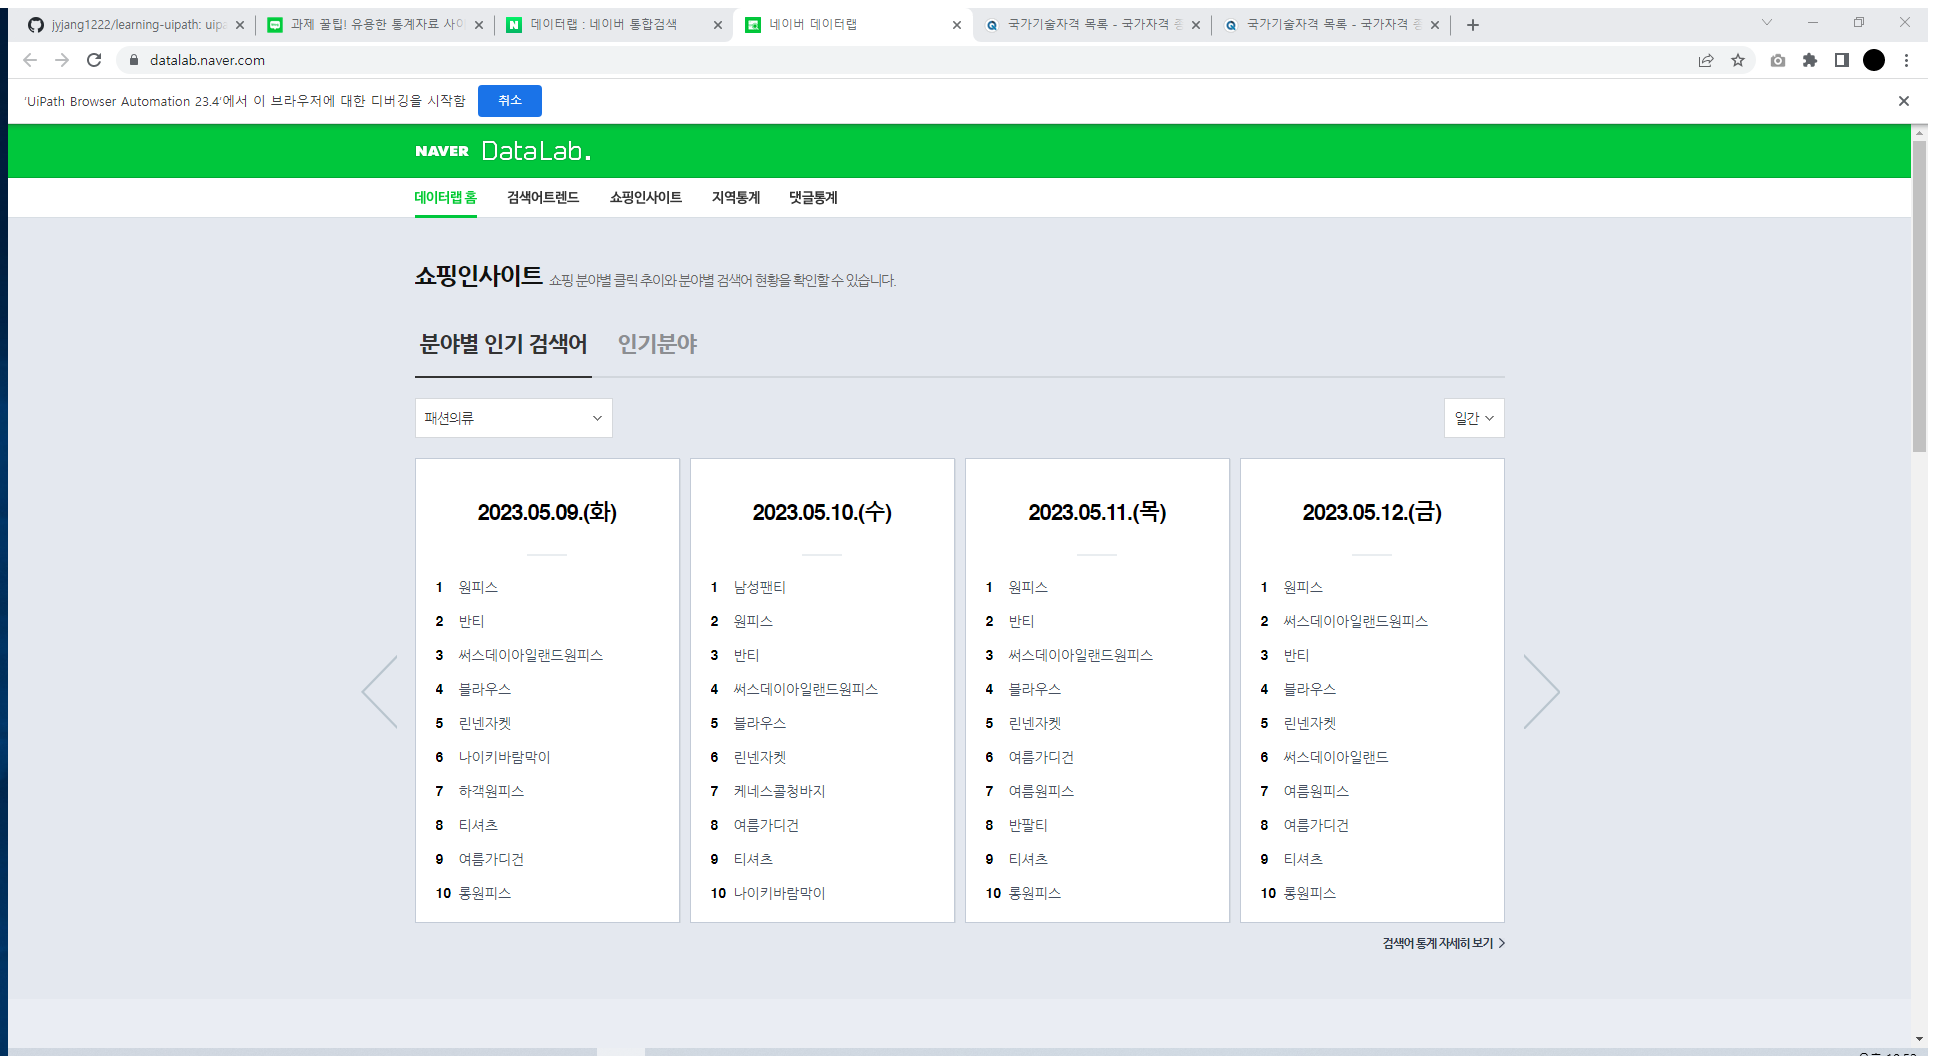 jyjang1222/learning-uipath: uipa
과제 꿀팁! 유용한 통계자료 사이
데이터랩 : 네이버 통합검색
네이버 데이터랩
국가기술자격 목록 - 국가자격 종
국가기술자격 목록 - 국가자격 종
datalab.naver.com
'UiPath Browser Automation 23.4'에서 이 브라우저에 대한 디버깅을 시작함
취소
NAVER DataLab.
데이터랩 홈
검색어트렌드
쇼핑인사이트
지역통계
댓글통계
쇼핑인사이트 쇼핑 분야별 클릭 추이와 분야별 검색어 현황을 확인할 수 있습니다.
분야별 인기 검색어
인기분야
패션의류
일간
2023.05.09.(화)
1 원피스
2 반티
3 써스데이아일랜드원피스
4 블라우스
5 린넨자켓
6 나이키바람막이
7 하객원피스
8 티셔츠
9 여름가디건
10 롱원피스
2023.05.10.(수)
1 남성팬티
2 원피스
3 반티
4 써스데이아일랜드원피스
5 블라우스
6 린넨자켓
7 케네스콜청바지
8 여름가디건
9 티셔츠
10 나이키바람막이
2023.05.11.(목)
1 원피스
2 반티
3 써스데이아일랜드원피스
4 블라우스
5 린넨자켓
6 여름가디건
7 여름원피스
8 반팔티
9 티셔츠
10 롱원피스
2023.05.12.(금)
1 원피스
2 써스데이아일랜드원피스
3 반티
4 블라우스
5 린넨자켓
6 써스데이아일랜드
7 여름원피스
8 여름가디건
9 티셔츠
10 롱원피스
검색어 통계 자세히 보기